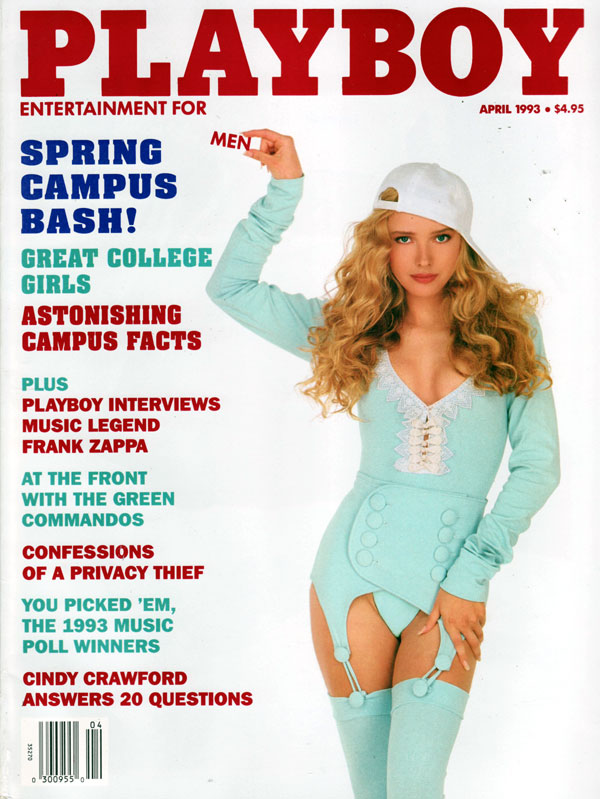 PLAYBOY
ENTERTAINMENT FOR
MEN
APRIL 1993 • $4.95
SPRING
CAMPUS
BASH!
GREAT COLLEGE
GIRLS
ASTONISHING
CAMPUS FACTS
PLUS
PLAYBOY INTERVIEWS
MUSIC LEGEND
FRANK ZAPPA
AT THE FRONT
WITH THE GREEN
COMMANDOS
CONFESSIONS
OF A PRIVACY THIEF
YOU PICKED ’EM,
THE 1993 MUSIC
POLL WINNERS
CINDY CRAWFORD
ANSWERS 20 QUESTIONS
04
35270
0 300955 0